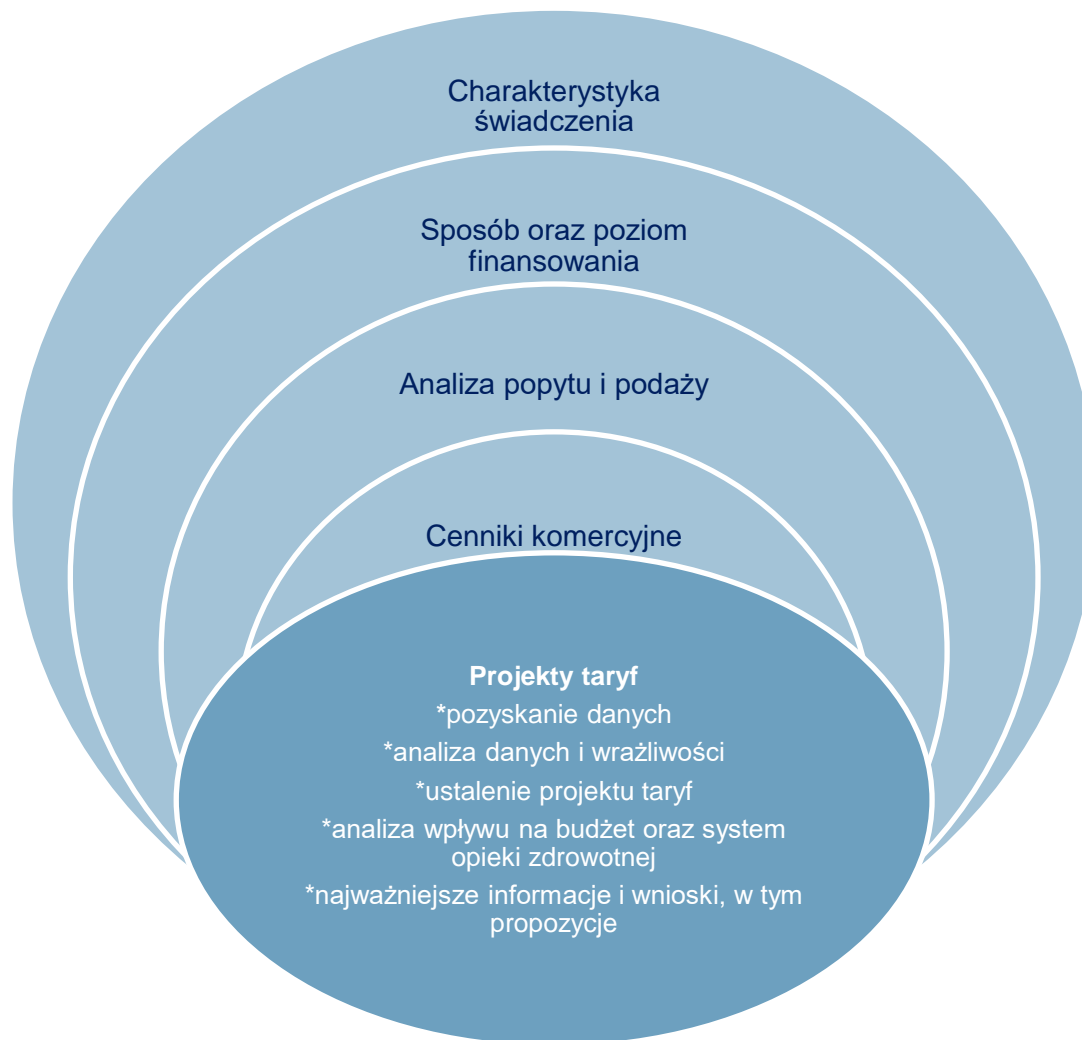 Charakterystyka
świadczenia
Sposób oraz poziom
finansowania
Analiza popytu i podaży
Cenniki komercyjne
Projekty taryf
*pozyskanie danych
*analiza danych i wrażliwości
*ustalenie projektu taryf
*analiza wpływu na budżet oraz system
opieki zdrowotnej
*najważniejsze informacje i wnioski, w tym
propozycje